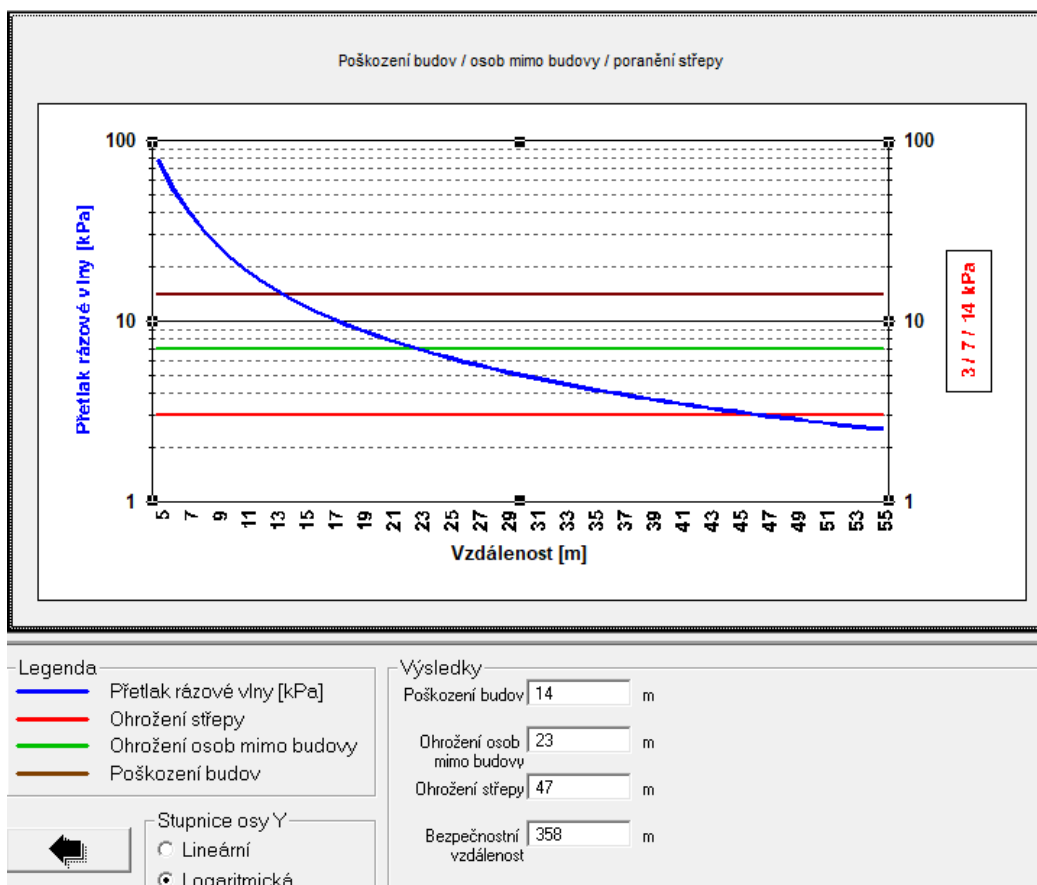 Poškození budov / osob mimo budovy / poranění střepy
100
100
Přetlak rázové vlny [kPa]
3 / 7 / 14 kPa
10
10
1
1
5 7 9 11 13 15 17 19 21 23 25 27 29 31 33 35 37 39 41 43 45 47 49 51 53 55
Vzdálenost [m]
Legenda
Přetlak rázové vlny [kPa]
Ohrožení střepy
Ohrožení osob mimo budovy
Poškození budov
Stupnice osy Y
Lineární
Logaritmická
Výsledky
Poškození budov 14 m
Ohrožení osob 23 m
mimo budovy
Ohrožení střepy 47 m
Bezpečnostní 358 m
vzdálenost